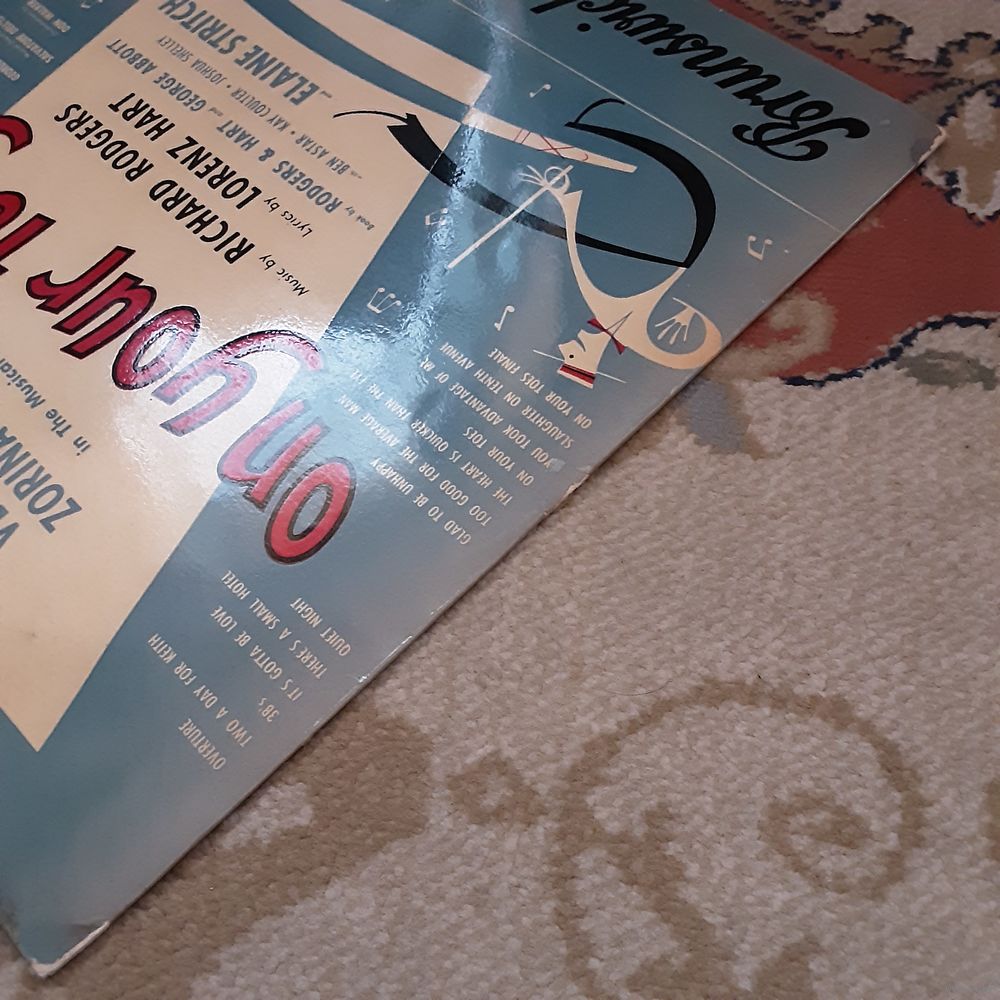 Brunswick
in The Musical
ZORINA
on Your
Music by RICHARD RODGERS
Lyrics by LORENZ HART
Book by RODGERS & HART and GEORGE ABBOTT
with BEN ASTAR • KAY COULTER • JOSHUA SHELLEY
and ELAINE STRITCH
OVERTURE
TWO A DAY FOR KEITH
38's
IT'S GOTTA BE LOVE
THERE'S A SMALL HOTEL
QUIET NIGHT
GLAD TO BE UNHAPPY
TOO GOOD FOR THE AVERAGE MAN
THE HEART IS QUICKER THAN THE EYE
ON YOUR TOES
YOU TOOK ADVANTAGE OF ME
SLAUGHTER ON TENTH AVENUE
ON YOUR TOES FINALE